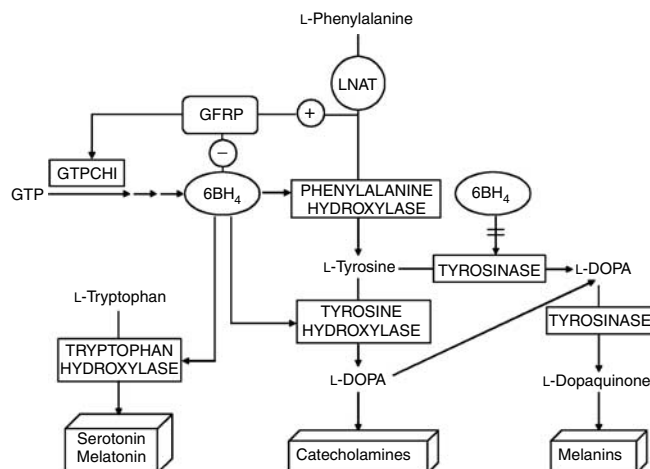 L-Phenylalanine
LNAT
GFRP
+
−
GTPCHI
GTP
6BH4
PHENYLALANINE
HYDROXYLASE
6BH4
L-Tyrosine
TYROSINASE
L-DOPA
L-Tryptophan
TYROSINE
HYDROXYLASE
TYROSINASE
TRYPTOPHAN
HYDROXYLASE
L-DOPA
L-Dopaquinone
Serotonin
Melatonin
Catecholamines
Melanins